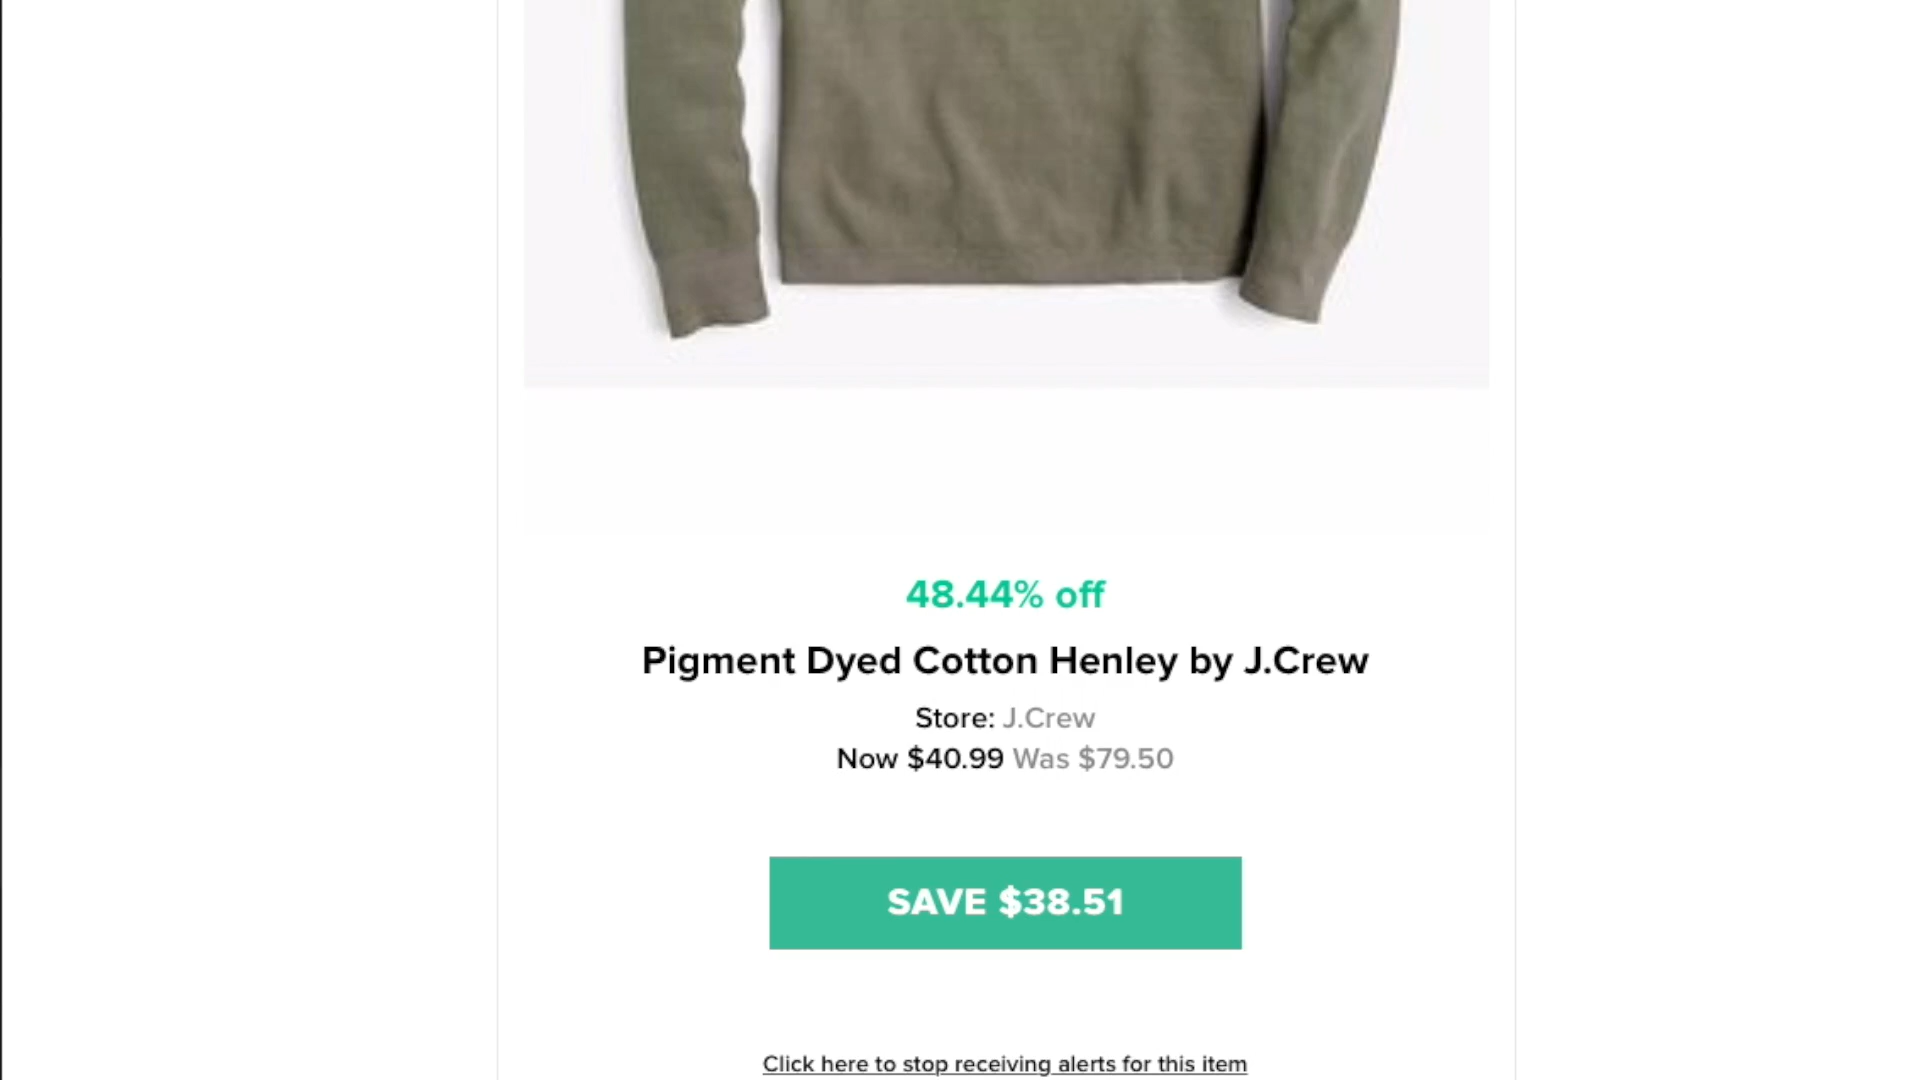 48.44% off
Pigment Dyed Cotton Henley by J.Crew
Store: J.Crew
Now $40.99 Was $79.50
SAVE $38.51
Click here to stop receiving alerts for this item